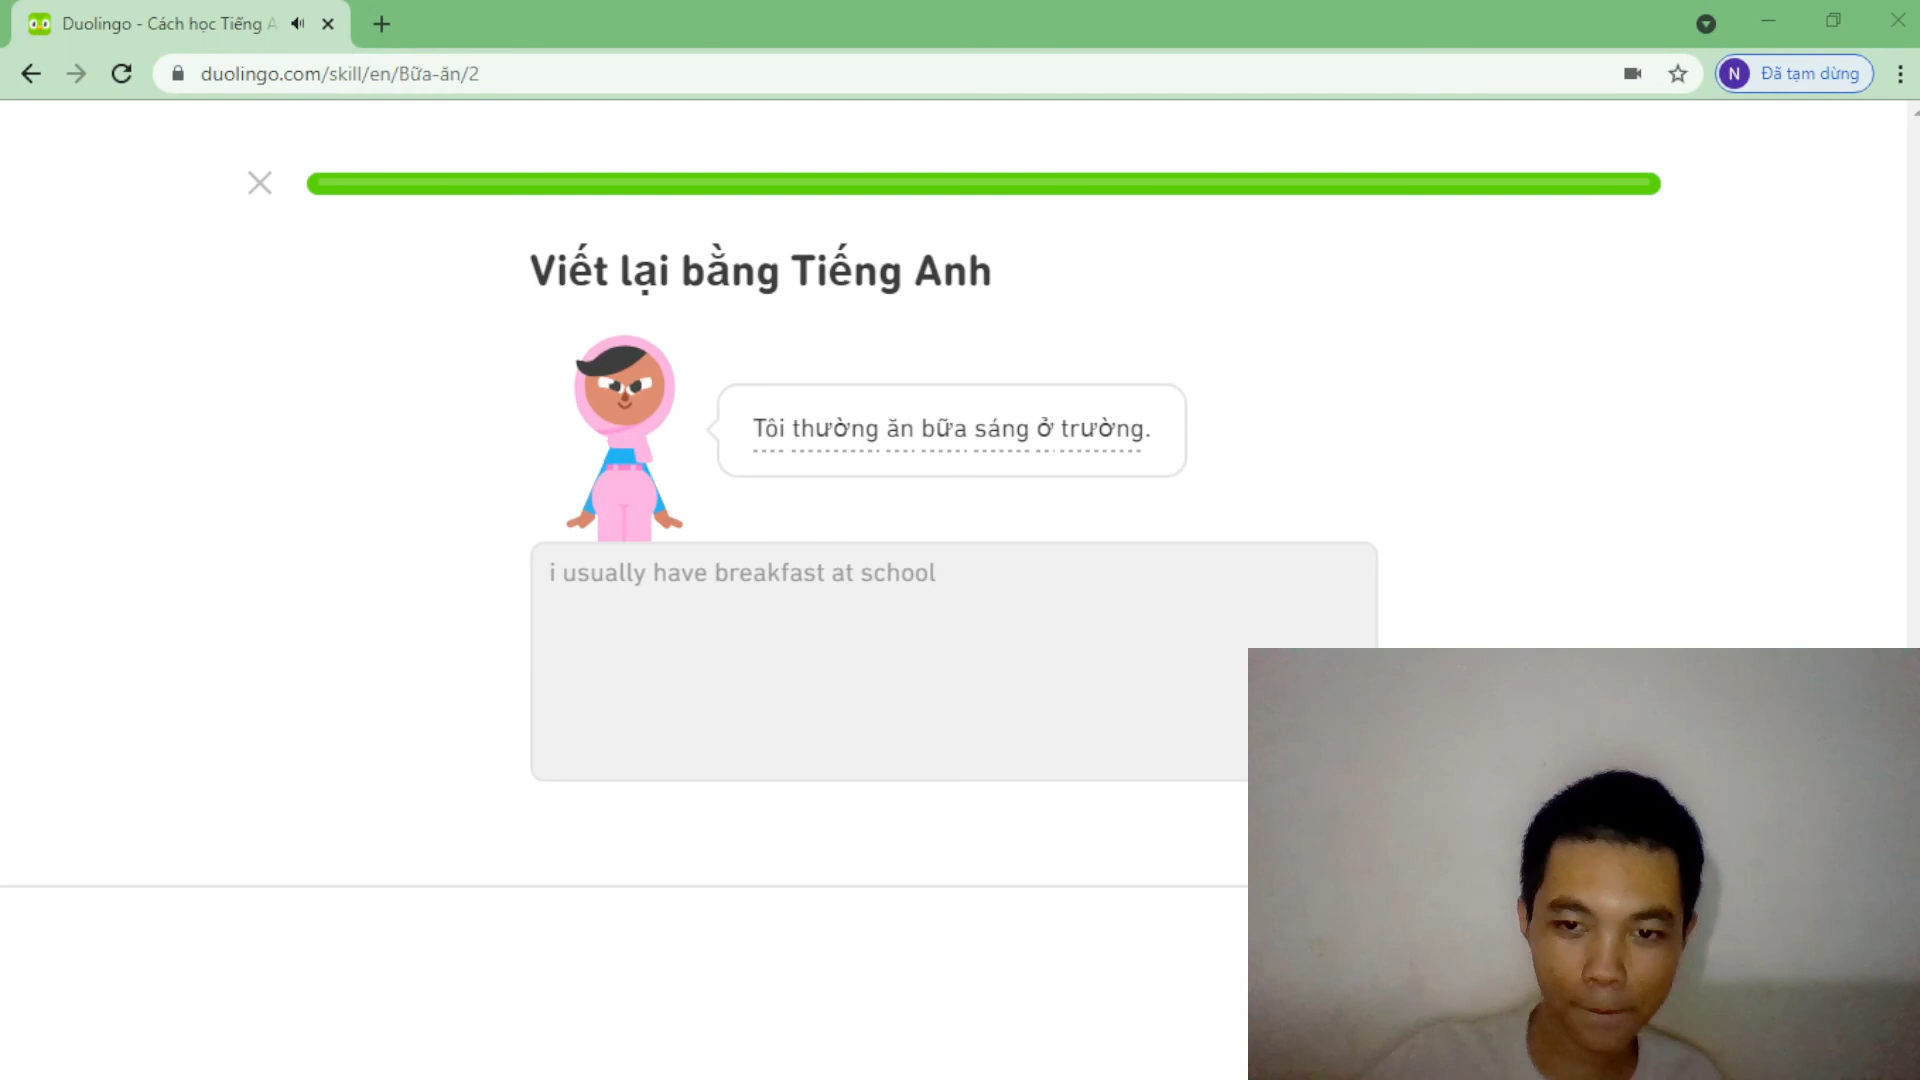 Duolingo - Cách học Tiếng A
duolingo.com/skill/en/Bữa-ăn/2
N
Đã tạm dừng
Viết lại bằng Tiếng Anh
Tôi thường ăn bữa sáng ở trường.
i usually have breakfast at school